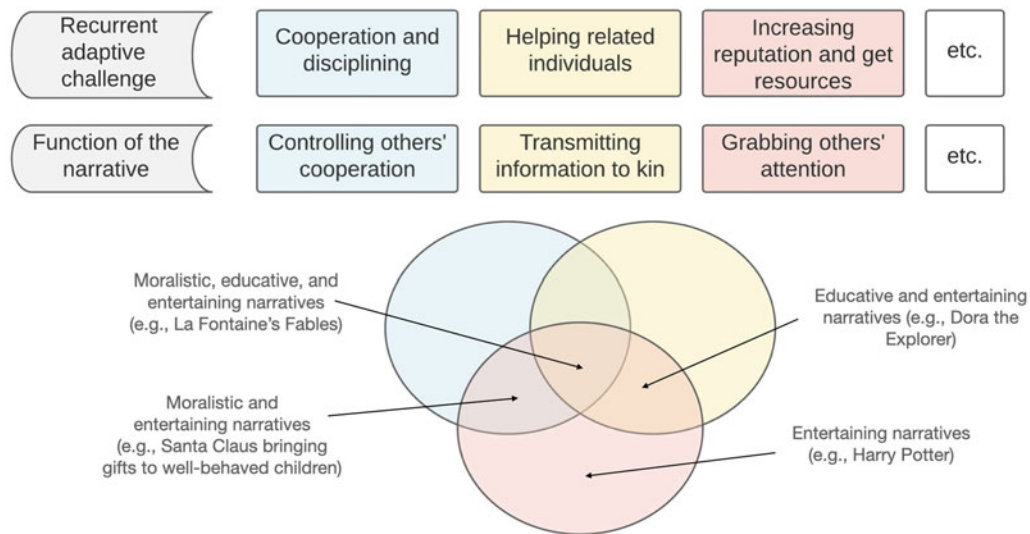 Recurrent
adaptive
challenge
Cooperation and
disciplining
Helping related
individuals
Increasing
reputation and get
resources
etc.
Function of the
narrative
Controlling others'
cooperation
Transmitting
information to kin
Grabbing others'
attention
etc.
Moralistic, educative, and
entertaining narratives
(e.g., La Fontaine’s Fables)
Educative and entertaining
narratives (e.g., Dora the
Explorer)
Moralistic and
entertaining narratives
(e.g., Santa Claus bringing
gifts to well-behaved children)
Entertaining narratives
(e.g., Harry Potter)